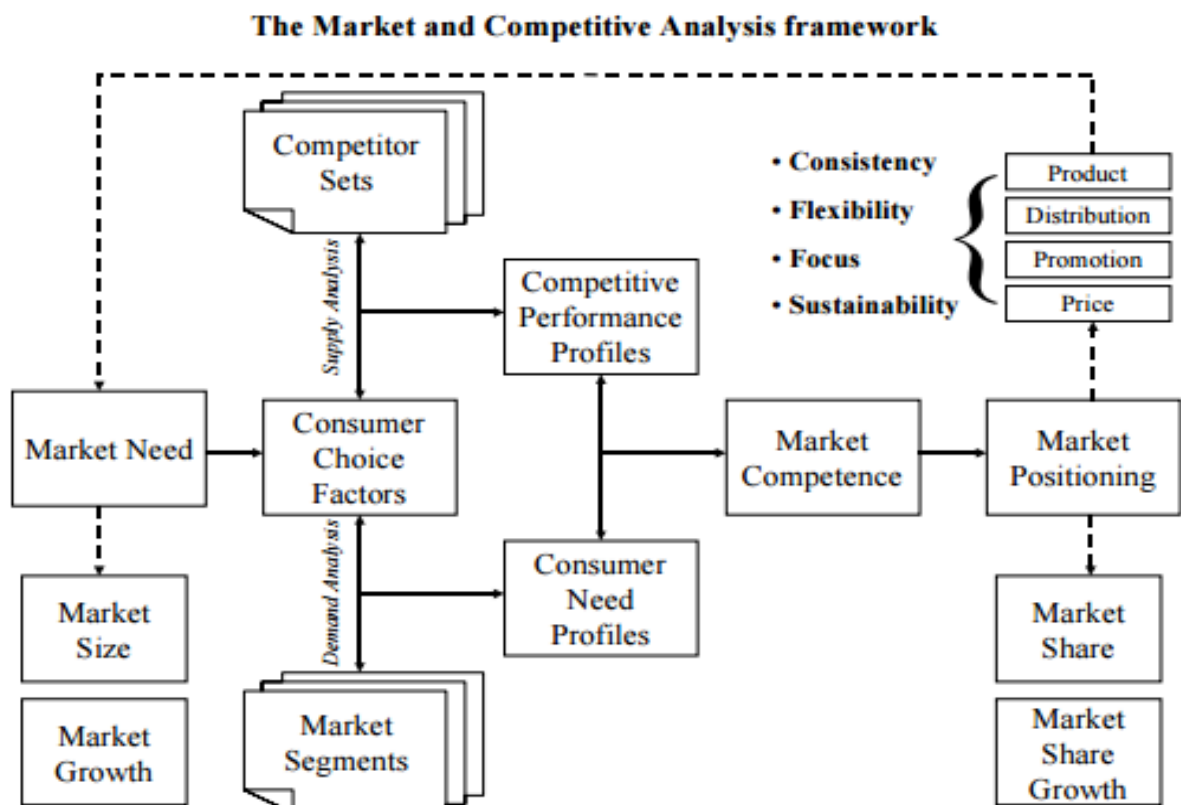 The Market and Competitive Analysis framework
Competitor
Sets
• Consistency
• Flexibility
• Focus
• Sustainability
Product
Distribution
Promotion
Price
Supply Analysis
Competitive
Performance
Profiles
Market Need
Consumer
Choice
Factors
Market
Competence
Market
Positioning
Demand Analysis
Consumer
Need
Profiles
Market
Size
Market
Share
Market
Growth
Market
Segments
Market
Share
Growth